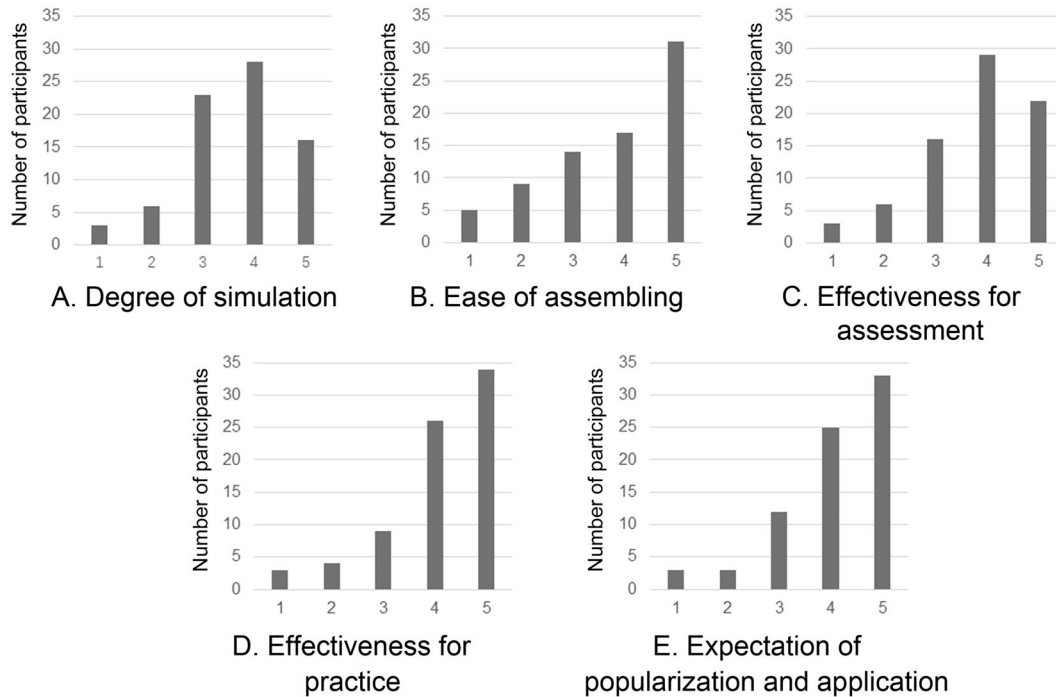 Number of participants
35
30
25
20
15
10
5
0
1 2 3 4 5
A. Degree of simulation
Number of participants
35
30
25
20
15
10
5
0
1 2 3 4 5
B. Ease of assembling
Number of participants
35
30
25
20
15
10
5
0
1 2 3 4 5
C. Effectiveness for
assessment
Number of participants
35
30
25
20
15
10
5
0
1 2 3 4 5
D. Effectiveness for
practice
Number of participants
35
30
25
20
15
10
5
0
1 2 3 4 5
E. Expectation of
popularization and application